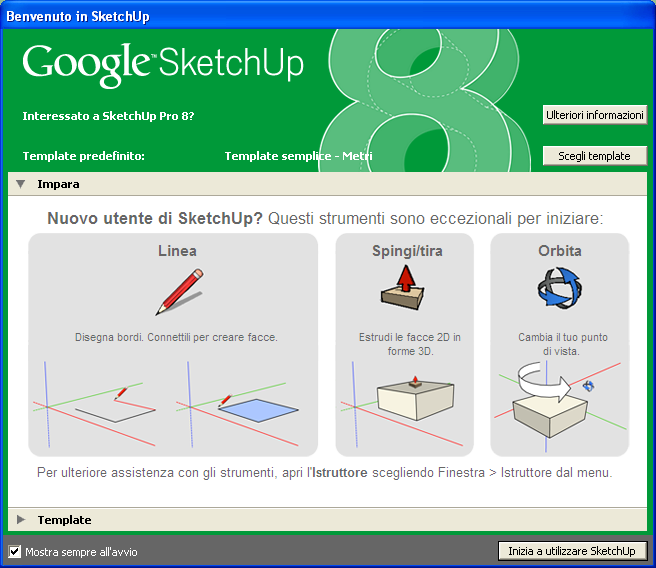 Benvenuto in SketchUp
Google™ SketchUp
8
Interessato a SketchUp Pro 8?
Ulteriori informazioni
Template predefinito:
Template semplice - Metri
Scegli template
Impara
Nuovo utente di SketchUp? Questi strumenti sono eccezionali per iniziare:
Linea
Disegna bordi. Connettili per creare facce.
Spingi/tira
Estrudi le facce 2D in
forme 3D.
Orbita
Cambia il tuo punto
di vista.
Per ulteriore assistenza con gli strumenti, apri l'Istruttore scegliendo Finestra > Istruttore dal menu.
Template
Mostra sempre all'avvio
Inizia a utilizzare SketchUp